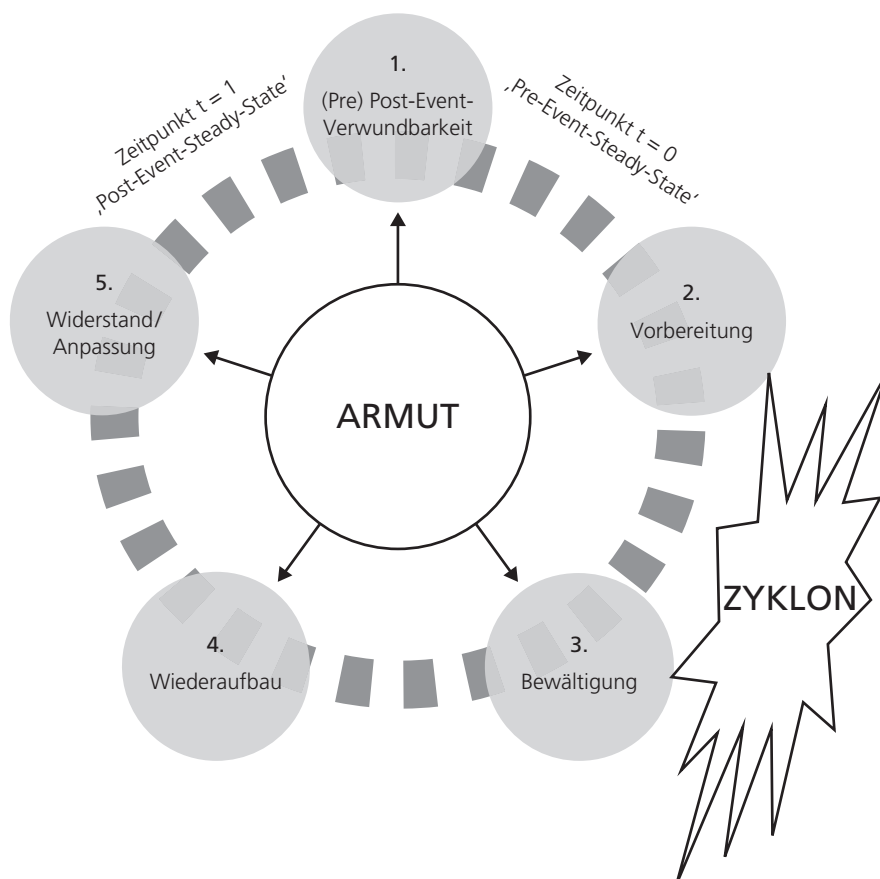 1.
(Pre) Post-Event-
Verwundbarkeit
Zeitpunkt t = 0
‚Pre-Event-Steady-State‘
2.
Vorbereitung
ZYKLON
3.
Bewältigung
4.
Wiederaufbau
5.
Widerstand/
Anpassung
Zeitpunkt t = 1
‚Post-Event-Steady-State‘
ARMUT